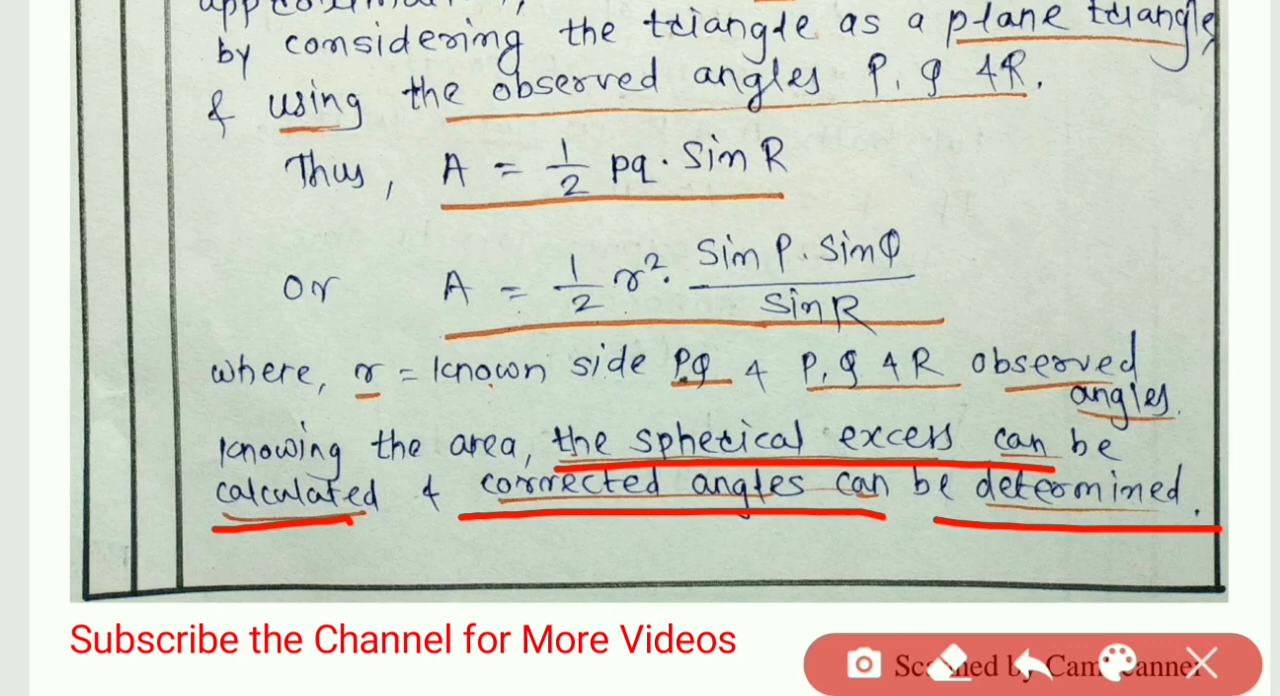 by considering the triangle as a plane triangle
& using the observed angles P, Q & R.
Thus, A = 1/2 pq · Sin R
or A = 1/2 r² · Sin P. Sin Q / Sin R
where, r = known side PQ & P, Q & R observed
angles.
knowing the area, the spherical excess can be
calculated & corrected angles can be determined.
Subscribe the Channel for More Videos